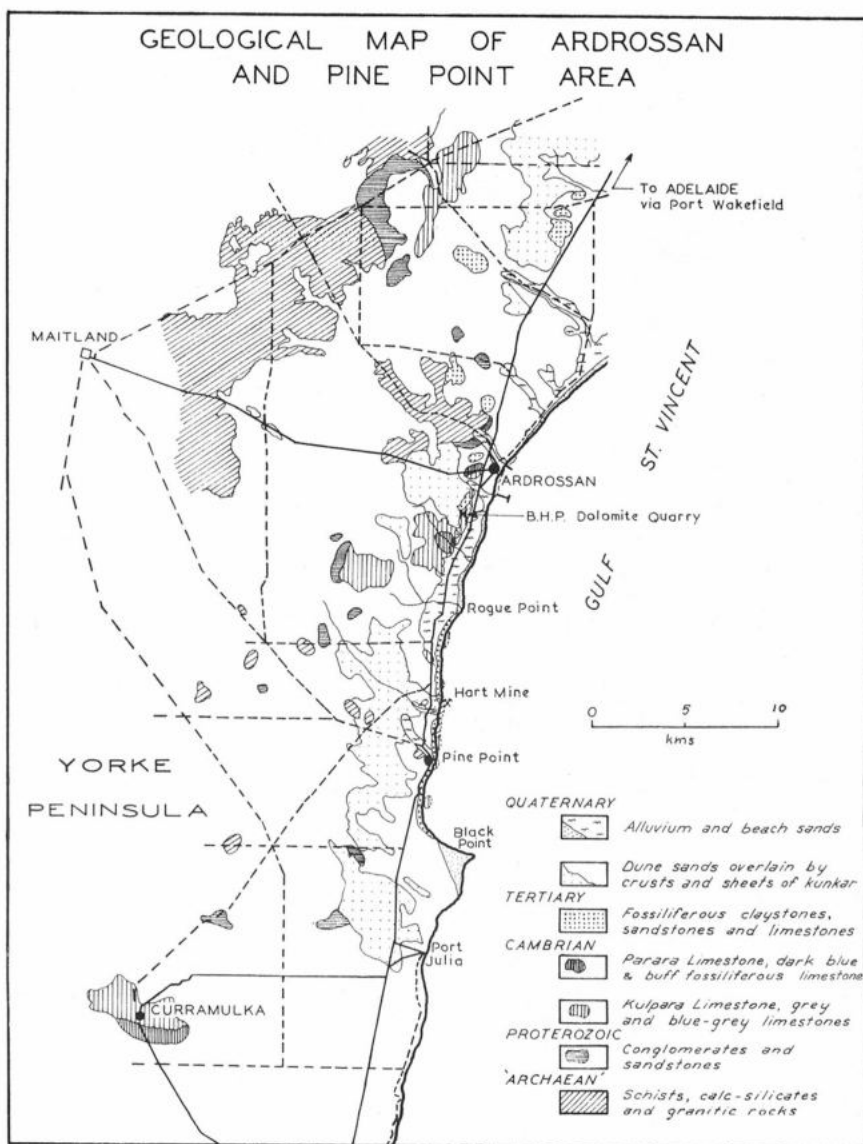 GEOLOGICAL MAP OF ARDROSSAN
AND PINE POINT AREA
To ADELAIDE
via Port Wakefield
MAITLAND
ST. VINCENT
GULF
ARDROSSAN
B.H.P. Dolomite Quarry
Rogue Point
Hart Mine
0 5 10
kms
Pine Point
YORKE
PENINSULA
Black
Point
Port
Julia
CURRAMULKA
QUATERNARY
Alluvium and beach sands
Dune sands overlain by
crusts and sheets of kunkar
TERTIARY
Fossiliferous claystones,
sandstones and limestones
CAMBRIAN
Parara Limestone, dark blue
& buff fossiliferous limestone
Kulpara Limestone, grey
and blue-grey limestones
PROTEROZOIC
Conglomerates and
sandstones
'ARCHAEAN'
Schists, calc-silicates
and granitic rocks